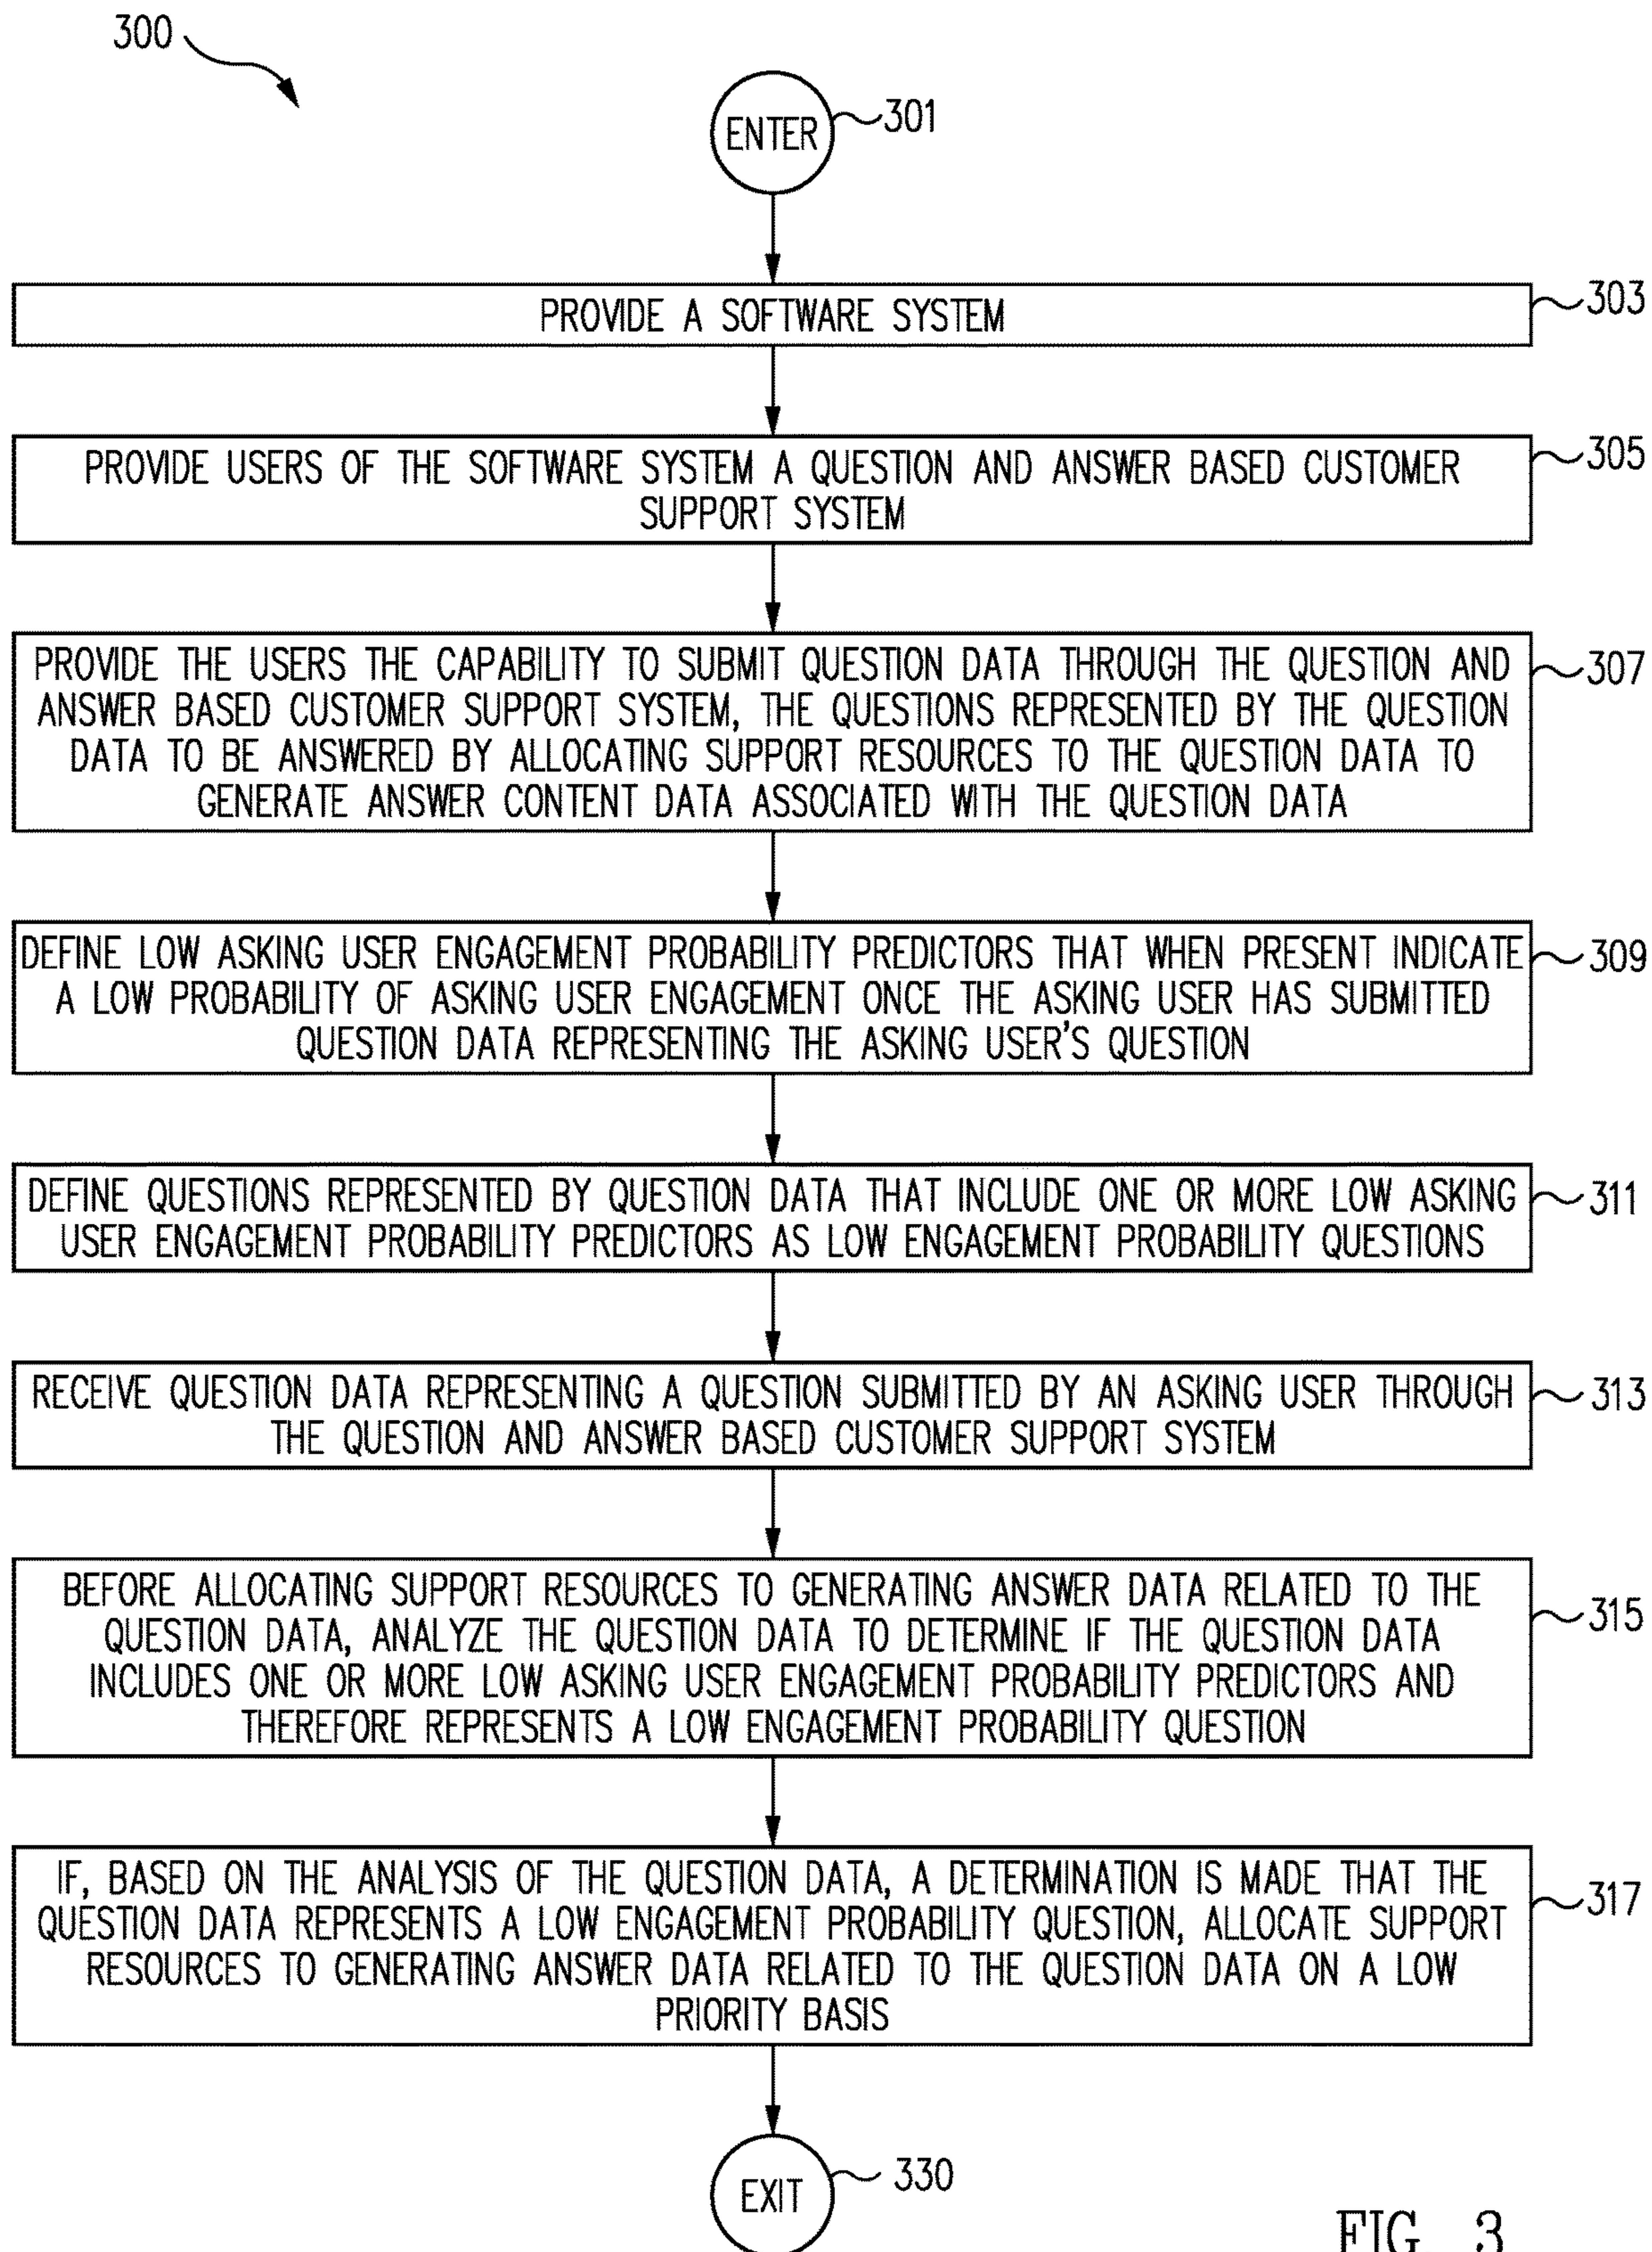 300
ENTER
301
PROVIDE A SOFTWARE SYSTEM
303
PROVIDE USERS OF THE SOFTWARE SYSTEM A QUESTION AND ANSWER BASED CUSTOMER
SUPPORT SYSTEM
305
PROVIDE THE USERS THE CAPABILITY TO SUBMIT QUESTION DATA THROUGH THE QUESTION AND
ANSWER BASED CUSTOMER SUPPORT SYSTEM, THE QUESTIONS REPRESENTED BY THE QUESTION
DATA TO BE ANSWERED BY ALLOCATING SUPPORT RESOURCES TO THE QUESTION DATA TO
GENERATE ANSWER CONTENT DATA ASSOCIATED WITH THE QUESTION DATA
307
DEFINE LOW ASKING USER ENGAGEMENT PROBABILITY PREDICTORS THAT WHEN PRESENT INDICATE
A LOW PROBABILITY OF ASKING USER ENGAGEMENT ONCE THE ASKING USER HAS SUBMITTED
QUESTION DATA REPRESENTING THE ASKING USER'S QUESTION
309
DEFINE QUESTIONS REPRESENTED BY QUESTION DATA THAT INCLUDE ONE OR MORE LOW ASKING
USER ENGAGEMENT PROBABILITY PREDICTORS AS LOW ENGAGEMENT PROBABILITY QUESTIONS
311
RECEIVE QUESTION DATA REPRESENTING A QUESTION SUBMITTED BY AN ASKING USER THROUGH
THE QUESTION AND ANSWER BASED CUSTOMER SUPPORT SYSTEM
313
BEFORE ALLOCATING SUPPORT RESOURCES TO GENERATING ANSWER DATA RELATED TO THE
QUESTION DATA, ANALYZE THE QUESTION DATA TO DETERMINE IF THE QUESTION DATA
INCLUDES ONE OR MORE LOW ASKING USER ENGAGEMENT PROBABILITY PREDICTORS AND
THEREFORE REPRESENTS A LOW ENGAGEMENT PROBABILITY QUESTION
315
IF, BASED ON THE ANALYSIS OF THE QUESTION DATA, A DETERMINATION IS MADE THAT THE
QUESTION DATA REPRESENTS A LOW ENGAGEMENT PROBABILITY QUESTION, ALLOCATE SUPPORT
RESOURCES TO GENERATING ANSWER DATA RELATED TO THE QUESTION DATA ON A LOW
PRIORITY BASIS
317
EXIT
330
FIG. 3